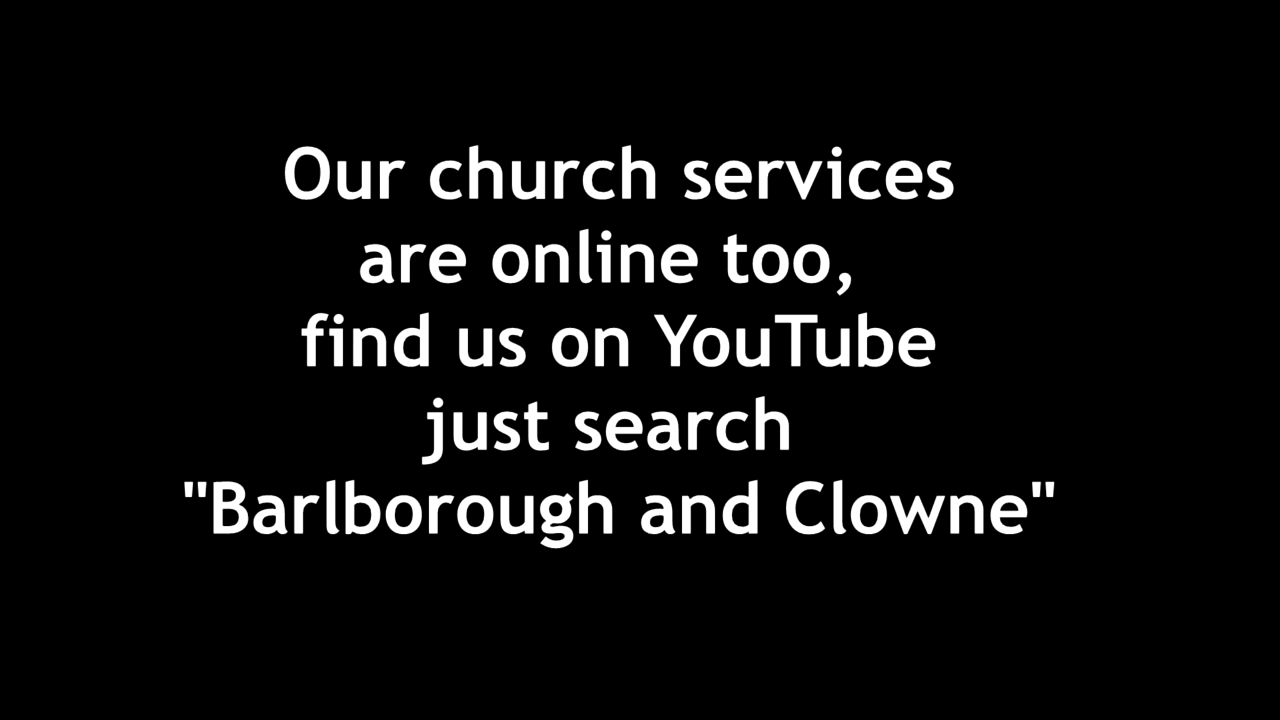 Our church services
are online too,
find us on YouTube
just search
"Barlborough and Clowne"